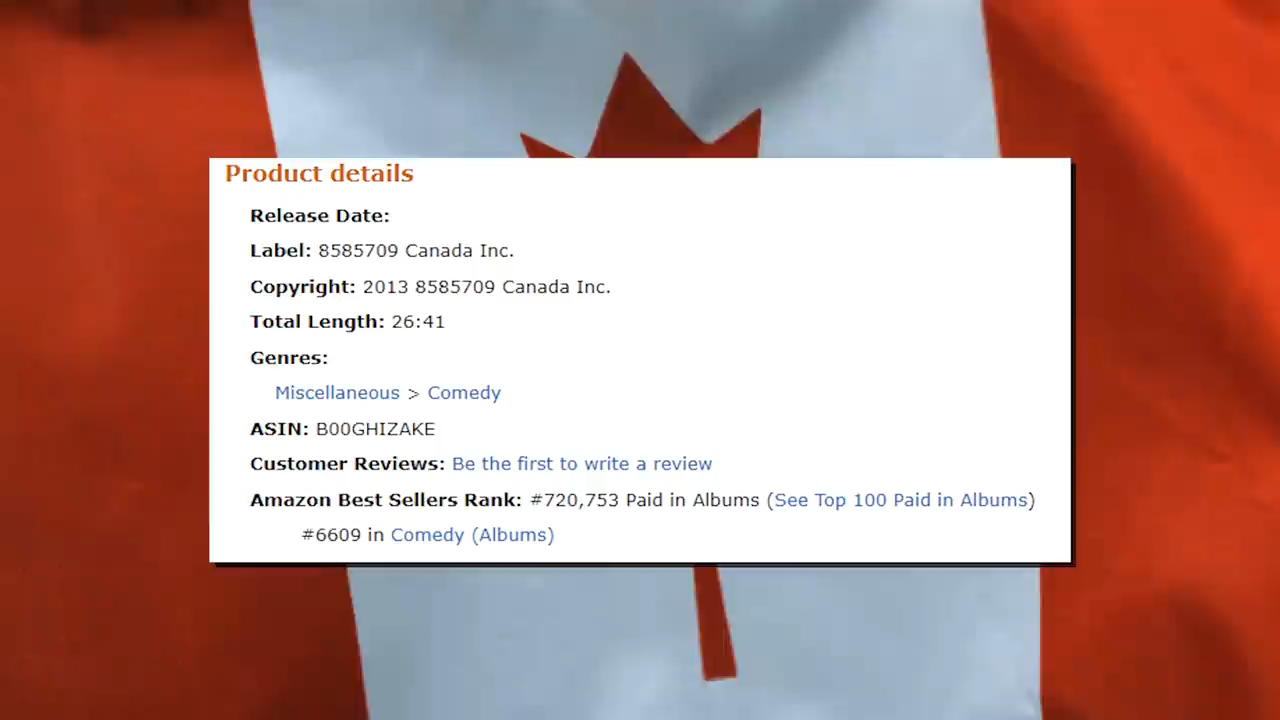 Product details
Release Date:
Label: 8585709 Canada Inc.
Copyright: 2013 8585709 Canada Inc.
Total Length: 26:41
Genres:
Miscellaneous > Comedy
ASIN: B00GHIZAKE
Customer Reviews: Be the first to write a review
Amazon Best Sellers Rank: #720,753 Paid in Albums (See Top 100 Paid in Albums)
#6609 in Comedy (Albums)